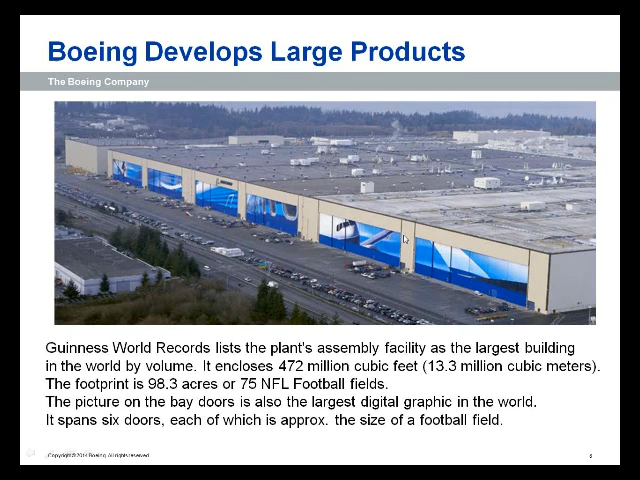 Boeing Develops Large Products
The Boeing Company
Guinness World Records lists the plant's assembly facility as the largest building
in the world by volume. It encloses 472 million cubic feet (13.3 million cubic meters).
The footprint is 98.3 acres or 75 NFL Football fields.
The picture on the bay doors is also the largest digital graphic in the world.
It spans six doors, each of which is approx. the size of a football field.
Copyright © 2014 Boeing. All rights reserved.